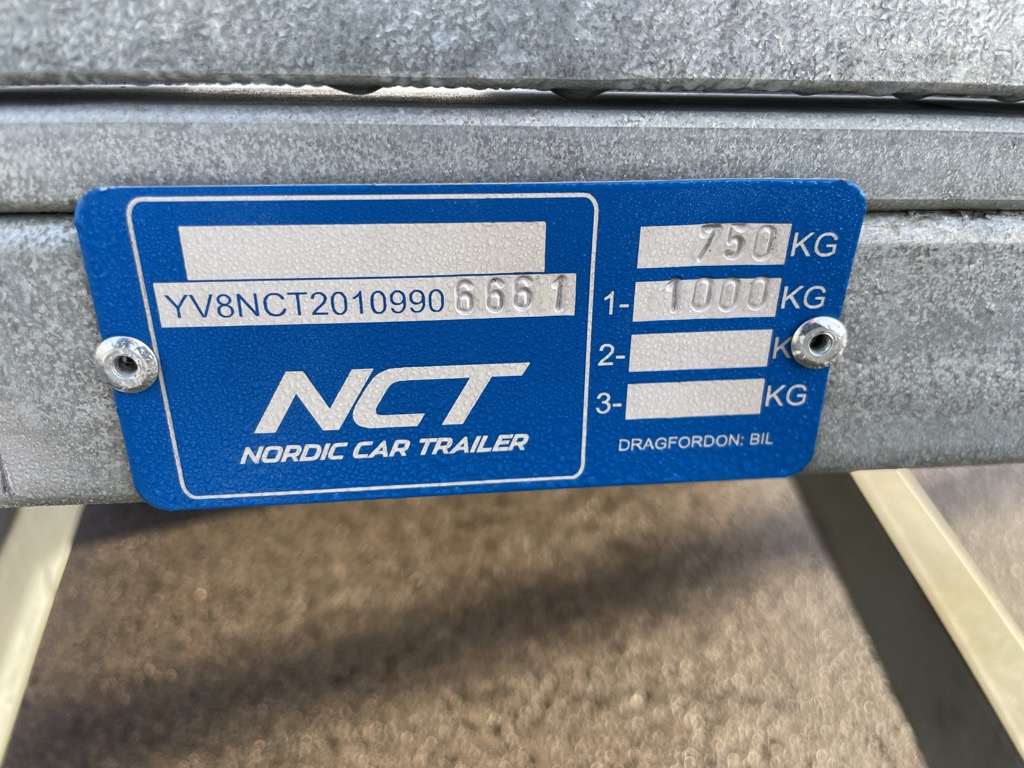 YV8NCT2010990 6661
NCT
NORDIC CAR TRAILER
750 KG
1- 1000 KG
2- K
3- KG
DRAGFORDON: BIL